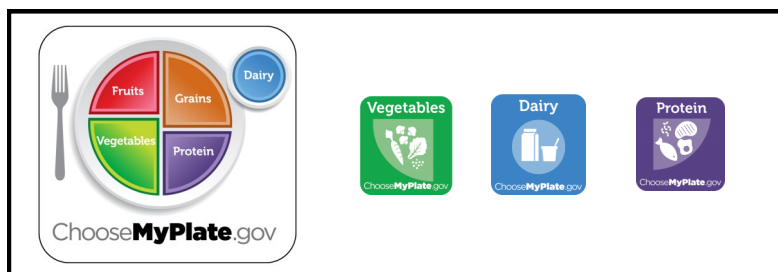 Fruits
Grains
Dairy
Vegetables
Protein
ChooseMyPlate.gov
Vegetables
ChooseMyPlate.gov
Dairy
ChooseMyPlate.gov
Protein
ChooseMyPlate.gov